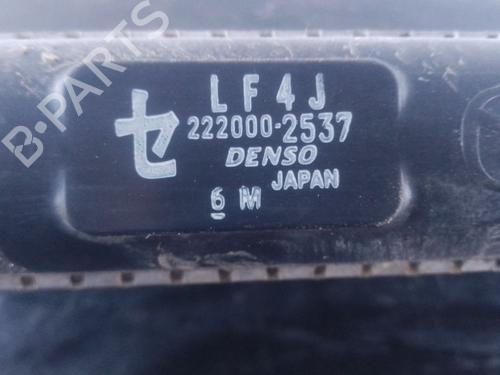 B-PARTS
LF4J
セ
222000-2537
DENSO
JAPAN
6 M